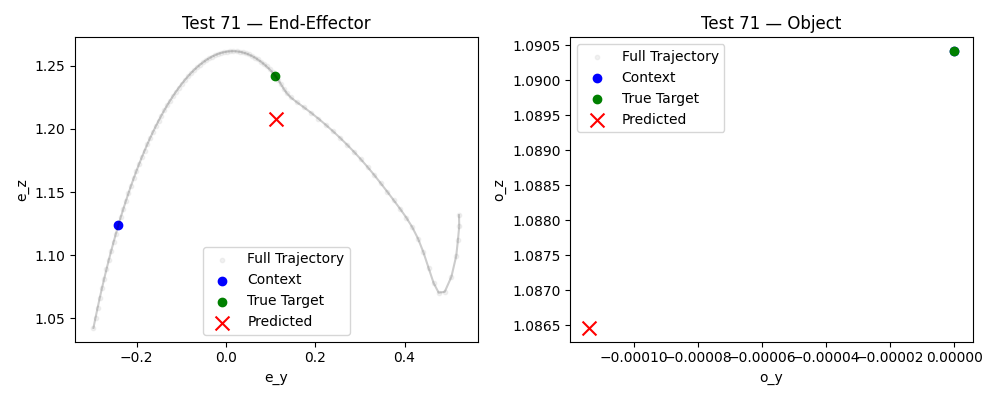 Test 71 — End-Effector
1.25
1.20
1.15
1.10
1.05
e_z
Full Trajectory
Context
True Target
Predicted
−0.2
0.0
0.2
0.4
e_y
Test 71 — Object
1.0905
1.0900
1.0895
1.0890
1.0885
1.0880
1.0875
1.0870
1.0865
o_z
Full Trajectory
Context
True Target
Predicted
−0.00010
−0.00008
−0.00006
−0.00004
−0.00002
0.00000
o_y